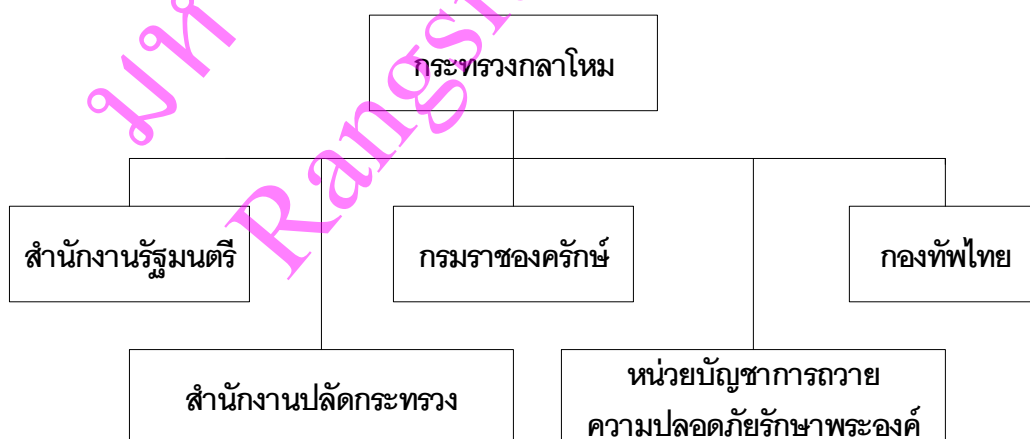 มห
Rangsi
กระทรวงกลาโหม
สำนักงานรัฐมนตรี
กรมราชองครักษ์
กองทัพไทย
สำนักงานปลัดกระทรวง
หน่วยบัญชาการถวาย
ความปลอดภัยรักษาพระองค์